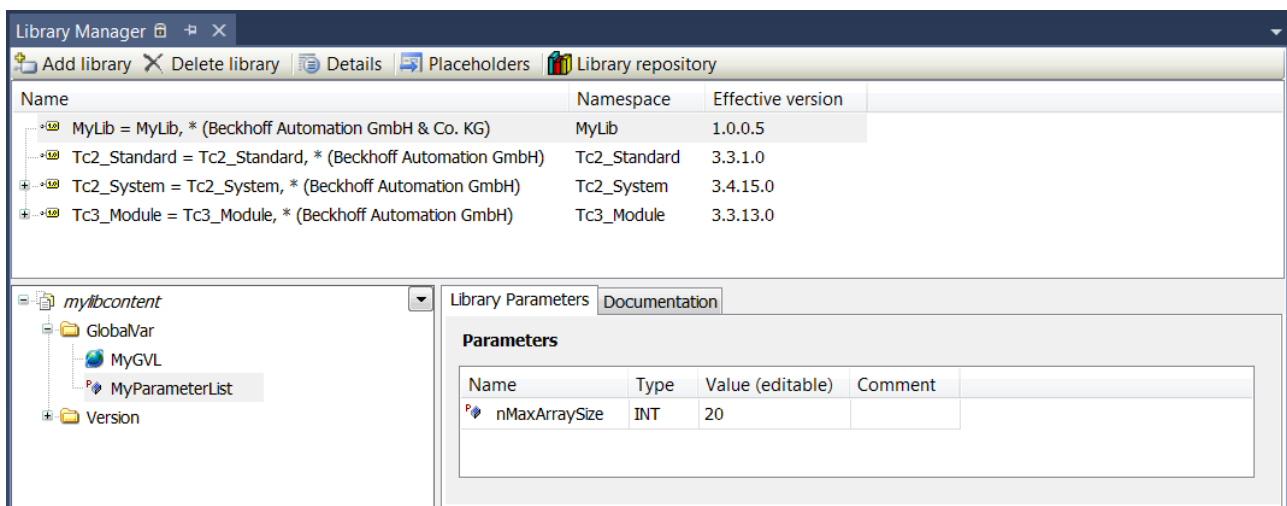 Library Manager
Add library Delete library Details Placeholders Library repository
Name Namespace Effective version
MyLib = MyLib, * (Beckhoff Automation GmbH & Co. KG) MyLib 1.0.0.5
Tc2_Standard = Tc2_Standard, * (Beckhoff Automation GmbH) Tc2_Standard 3.3.1.0
Tc2_System = Tc2_System, * (Beckhoff Automation GmbH) Tc2_System 3.4.15.0
Tc3_Module = Tc3_Module, * (Beckhoff Automation GmbH) Tc3_Module 3.3.13.0
mylibcontent
GlobalVar
MyGVL
MyParameterList
Version
Library Parameters Documentation
Parameters
Name Type Value (editable) Comment
nMaxArraySize INT 20